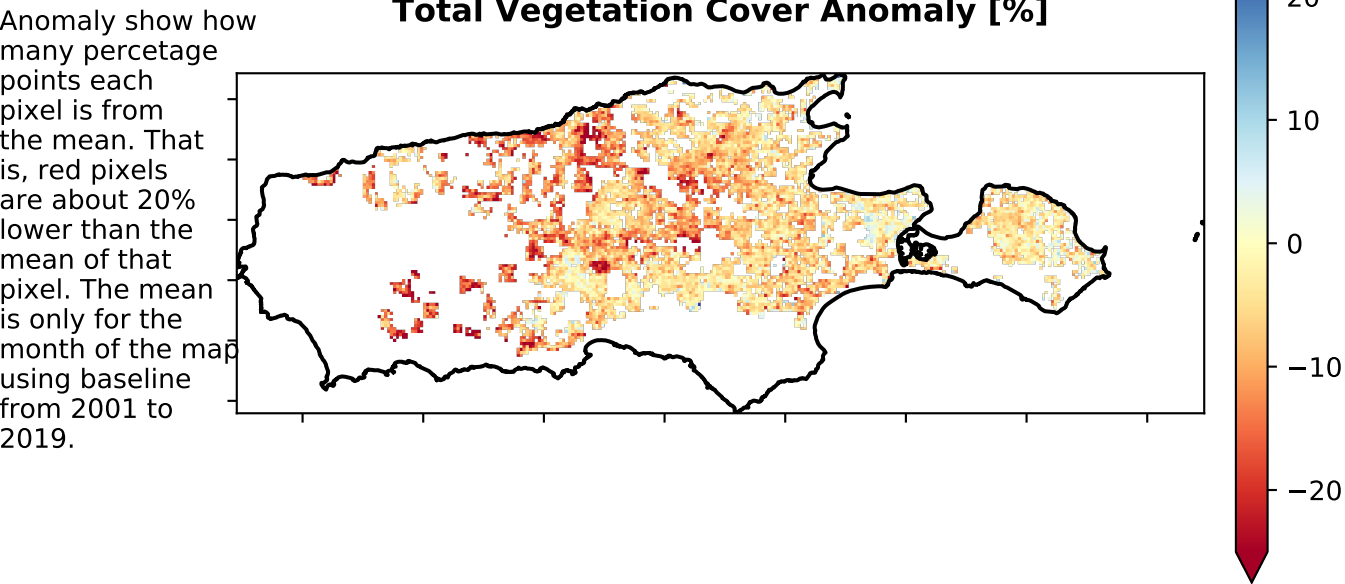 Total Vegetation Cover Anomaly [%]
Anomaly show how
many percetage
points each
pixel is from
the mean. That
is, red pixels
are about 20%
lower than the
mean of that
pixel. The mean
is only for the
month of the map
using baseline
from 2001 to
2019.
20
10
0
−10
−20